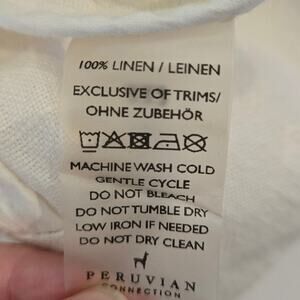 100% LINEN / LEINEN
EXCLUSIVE OF TRIMS/
OHNE ZUBEHÖR
MACHINE WASH COLD
GENTLE CYCLE
DO NOT BLEACH
DO NOT TUMBLE DRY
LOW IRON IF NEEDED
DO NOT DRY CLEAN
PERUVIAN
CONNECTION